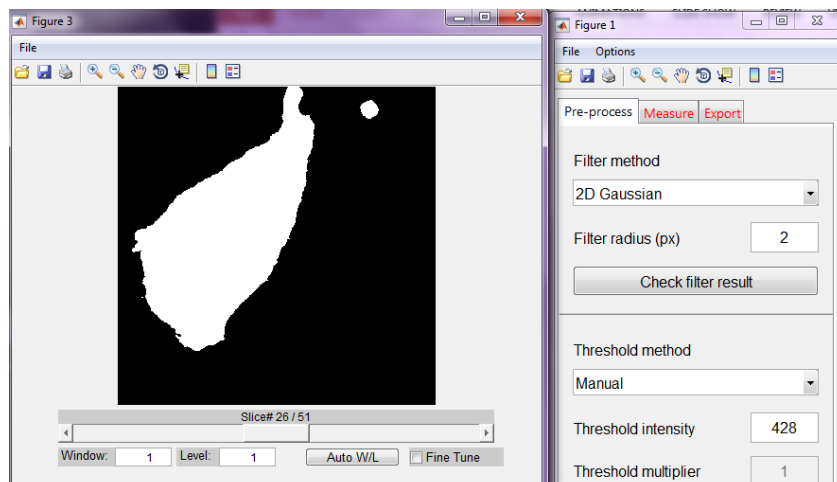 Figure 3
File
Slice# 26 / 51
Window:
1
Level:
1
Auto W/L
Fine Tune
Figure 1
File
Options
Pre-process
Measure
Export
Filter method
2D Gaussian
Filter radius (px)
2
Check filter result
Threshold method
Manual
Threshold intensity
428
Threshold multiplier
1